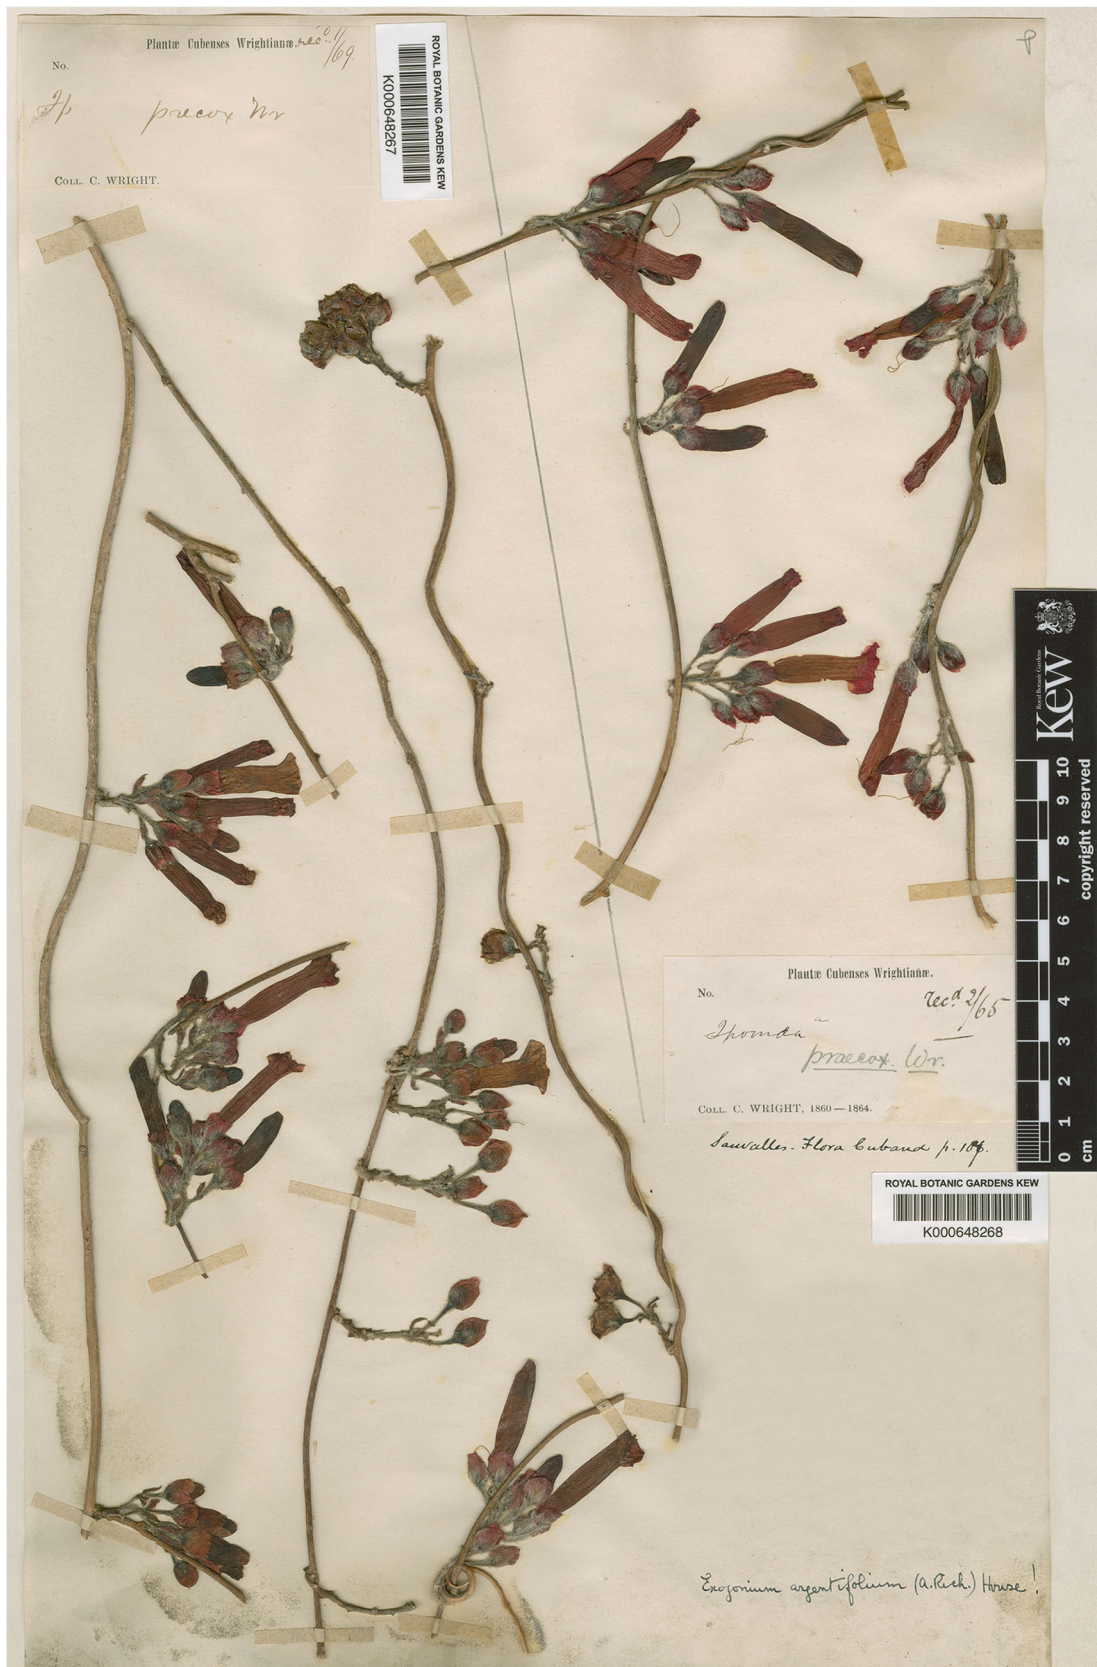 Plantæ Cubenses Wrightianæ.
recd. 11/69.
No.
Ip praecox Wr
COLL. C. WRIGHT.
ROYAL BOTANIC GARDENS KEW
K000648267
Plantæ Cubenses Wrightianæ.
No.
Recd. 2/65
Ipomœa
praecox. Wr.
COLL. C. WRIGHT, 1860—1864.
Sauvalles. Flora Cubana p.
ROYAL BOTANIC GARDENS KEW
K000648268
Exogonium argentifolium (A.Rich.) House!
Royal Botanic Gardens
Kew
0 1 2 3 4 5 6 7 8 9 10
cm
copyright reserved